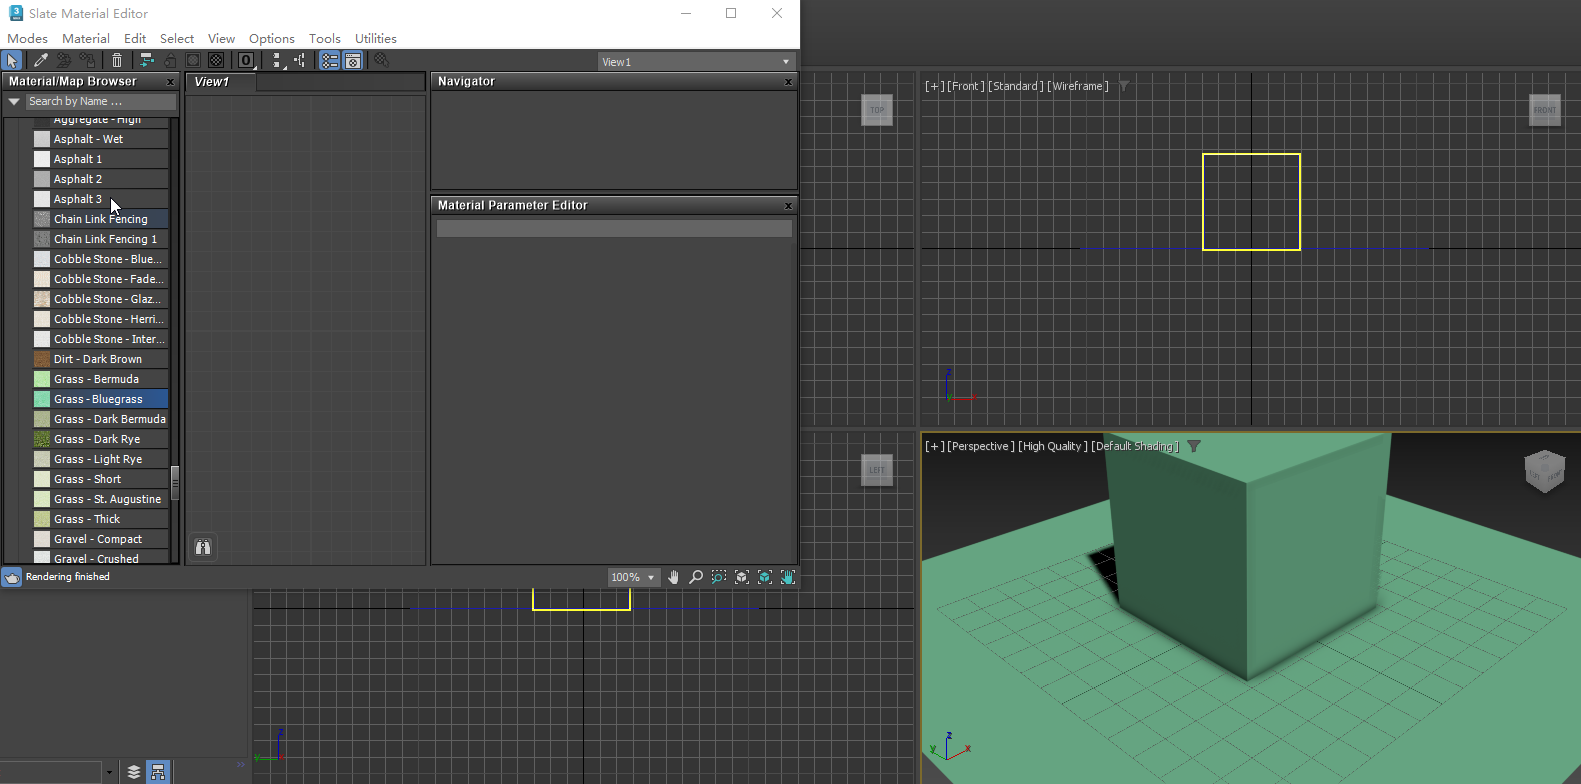 Slate Material Editor
Modes Material Edit Select View Options Tools Utilities
View1
Material/Map Browser
Search by Name ...
Aggregate - High
Asphalt - Wet
Asphalt 1
Asphalt 2
Asphalt 3
Chain Link Fencing
Chain Link Fencing 1
Cobble Stone - Blue...
Cobble Stone - Fade...
Cobble Stone - Glaz...
Cobble Stone - Herri...
Cobble Stone - Inter...
Dirt - Dark Brown
Grass - Bermuda
Grass - Bluegrass
Grass - Dark Bermuda
Grass - Dark Rye
Grass - Light Rye
Grass - Short
Grass - St. Augustine
Grass - Thick
Gravel - Compact
Gravel - Crushed
Rendering finished
View1
Navigator
Material Parameter Editor
100%
TOP
[+] [Front ] [Standard ] [Wireframe ]
FRONT
z
x
y
LEFT
z
y
[+] [Perspective ] [High Quality ] [Default Shading ]
z
y
x